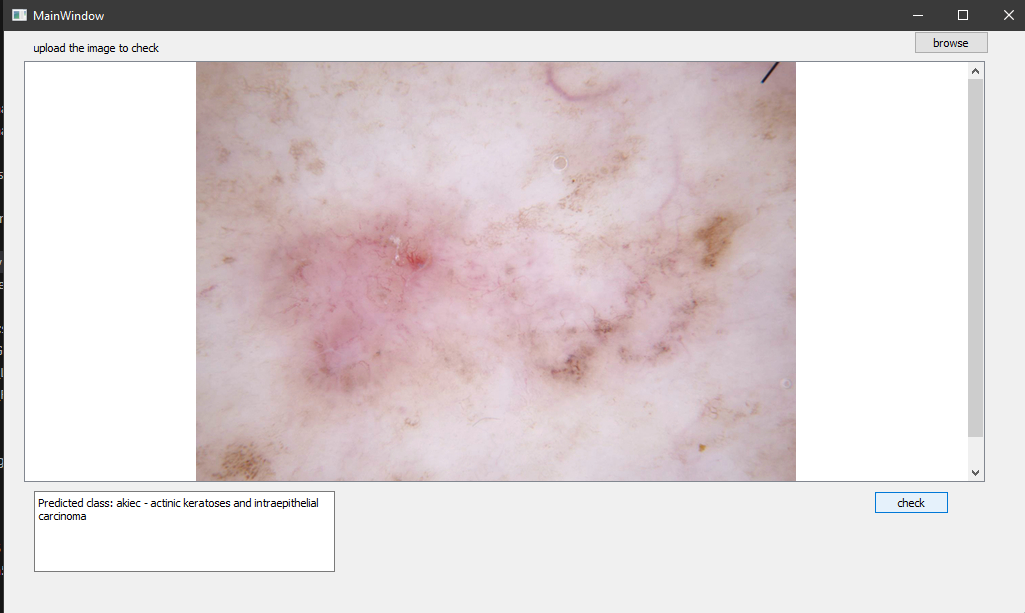 MainWindow
upload the image to check
browse
Predicted class: akiec - actinic keratoses and intraepithelial
carcinoma
check